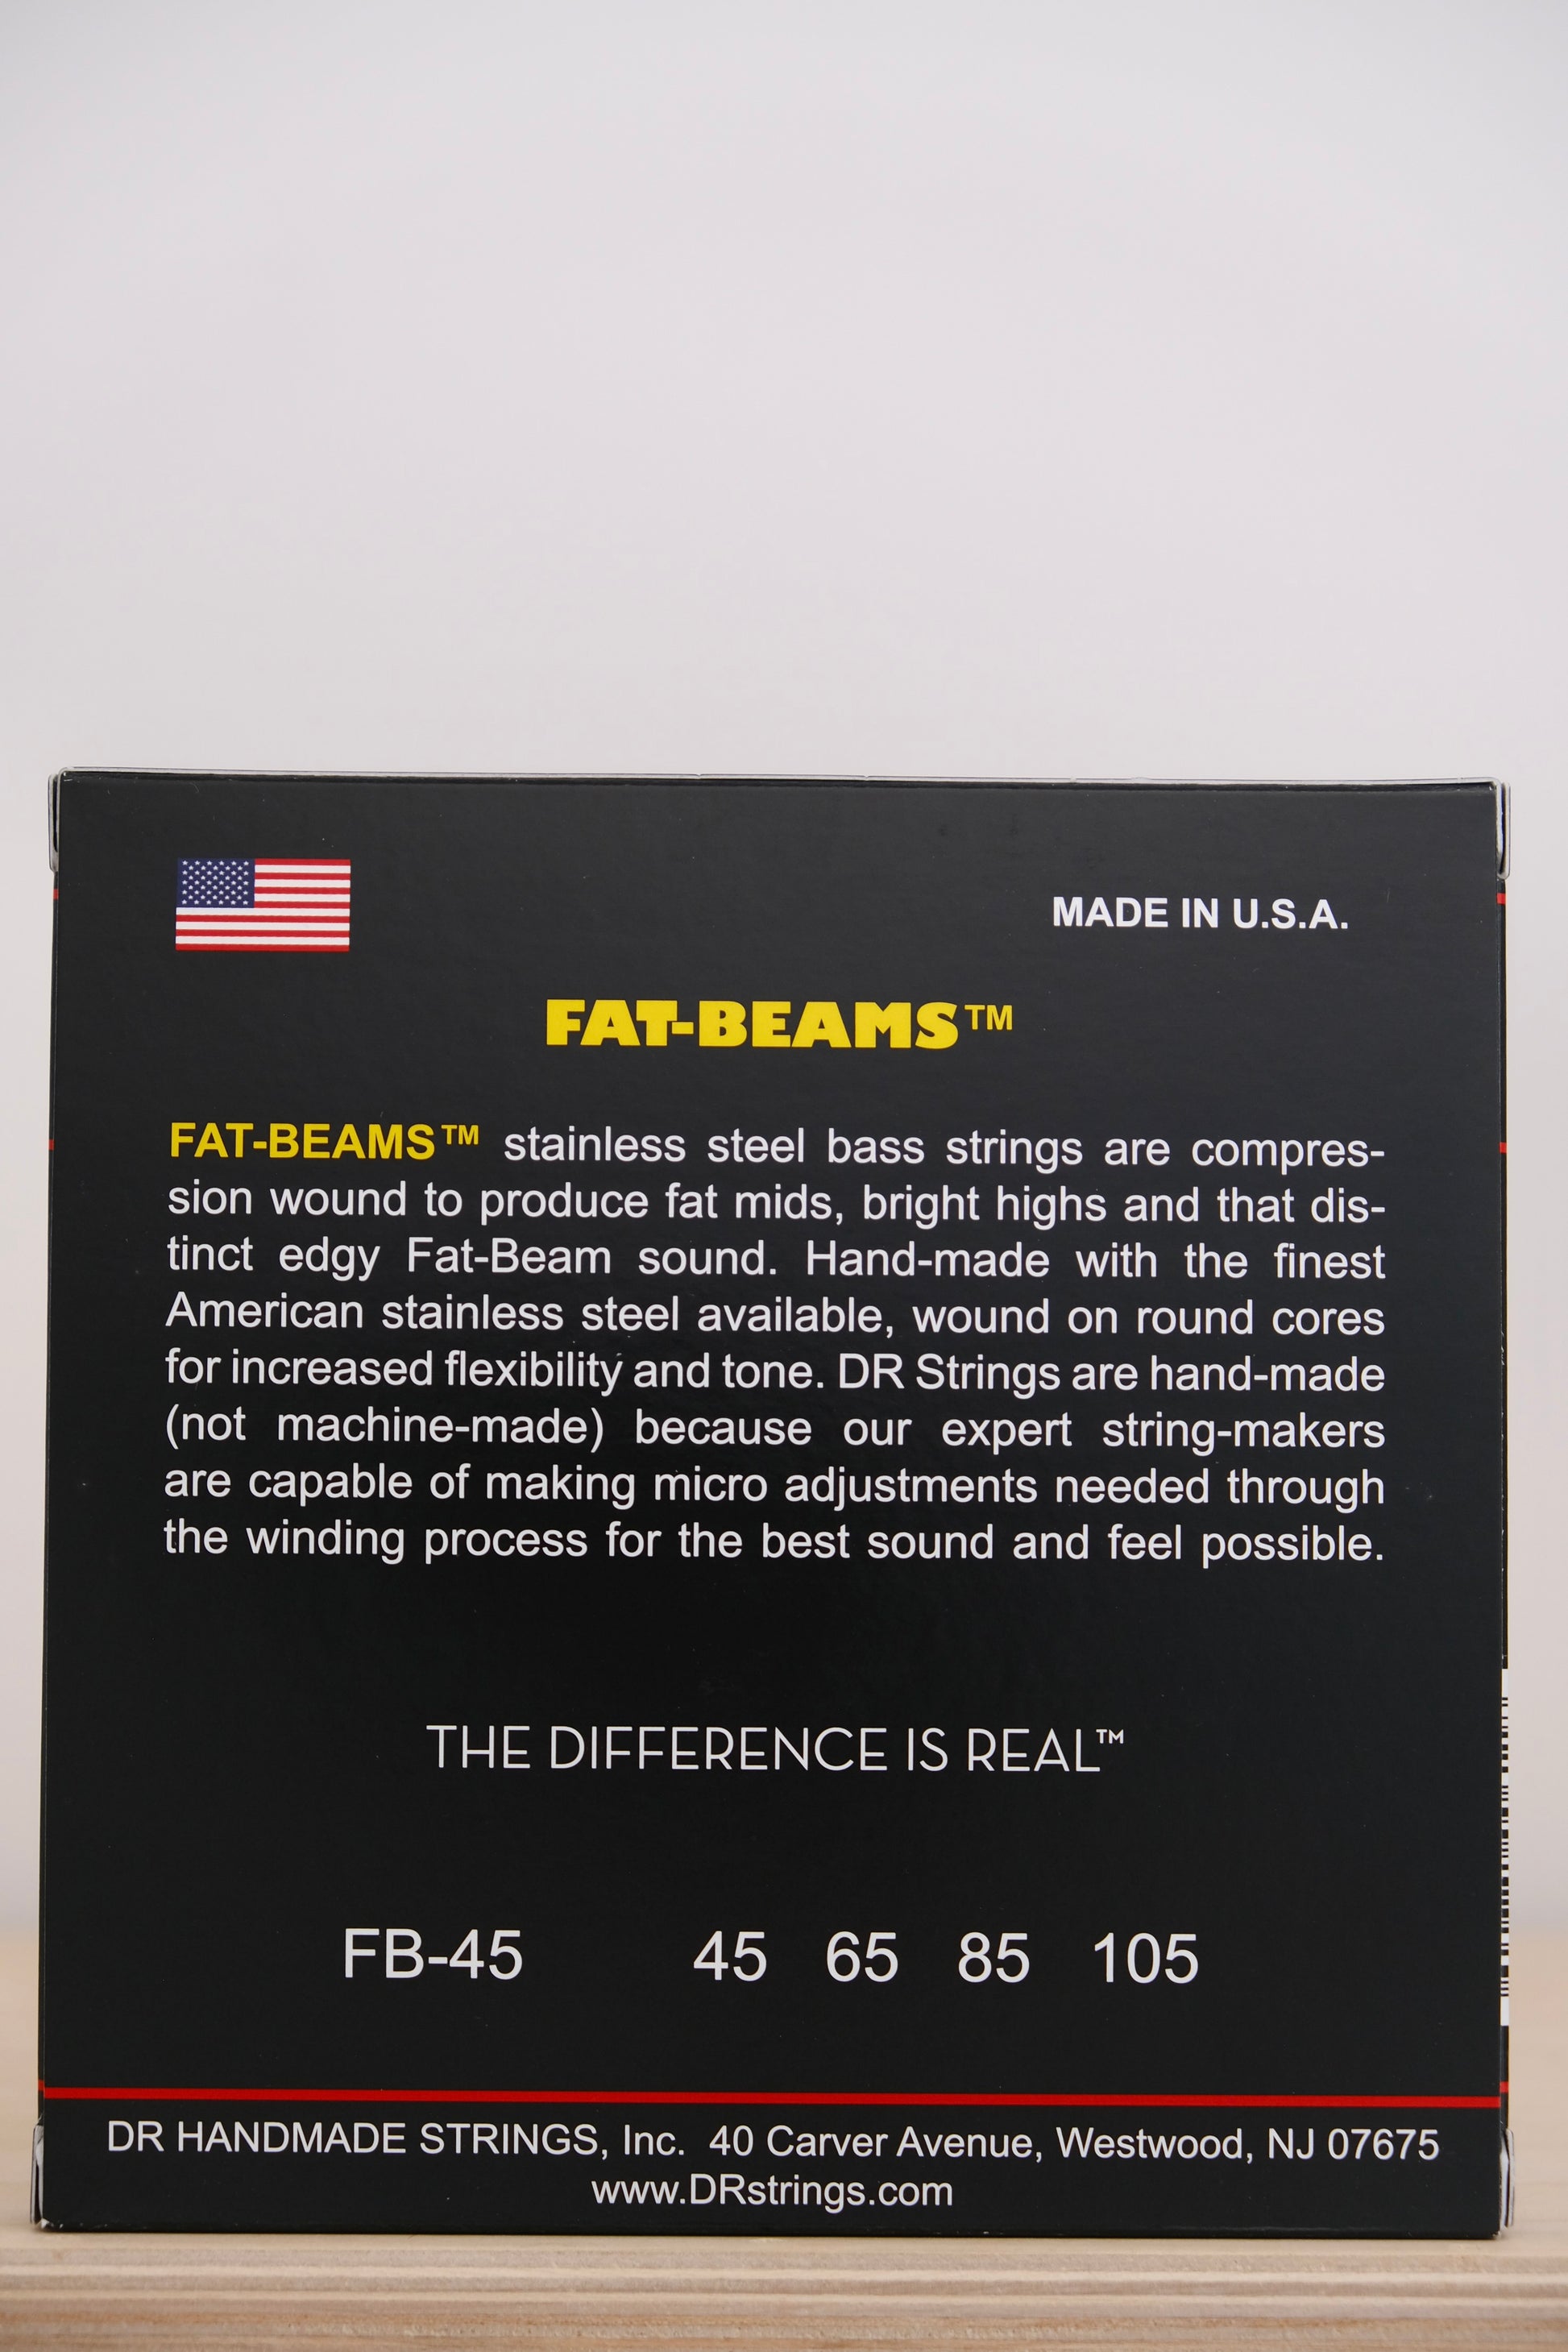 MADE IN U.S.A.
FAT-BEAMS™
FAT-BEAMS™ stainless steel bass strings are compres-
sion wound to produce fat mids, bright highs and that dis-
tinct edgy Fat-Beam sound. Hand-made with the finest
American stainless steel available, wound on round cores
for increased flexibility and tone. DR Strings are hand-made
(not machine-made) because our expert string-makers
are capable of making micro adjustments needed through
the winding process for the best sound and feel possible.
THE DIFFERENCE IS REAL™
FB-45 45 65 85 105
DR HANDMADE STRINGS, Inc. 40 Carver Avenue, Westwood, NJ 07675
www.DRstrings.com